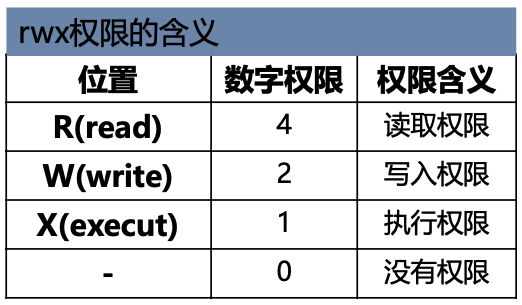 rwx权限的含义
位置 数字权限 权限含义
R(read) 4 读取权限
W(write) 2 写入权限
X(execut) 1 执行权限
- 0 没有权限